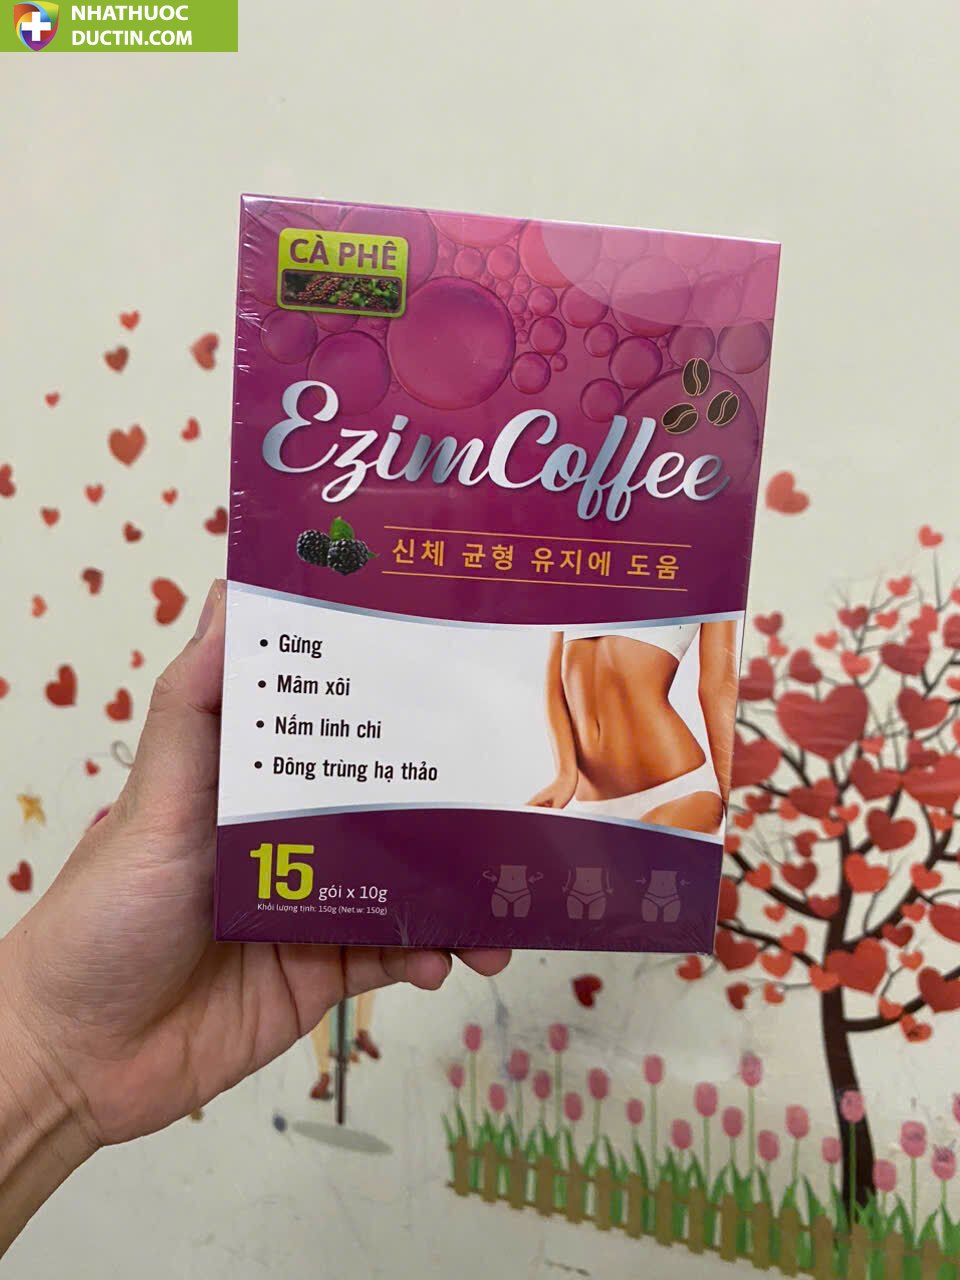 NHATHUOC
DUCTIN.COM
CÀ PHÊ
EzimCoffee
신체 균형 유지에 도움
• Gừng
• Mâm xôi
• Nấm linh chi
• Đông trùng hạ thảo
15 gói x 10g
Khối lượng tịnh: 150g (Net.w: 150g)